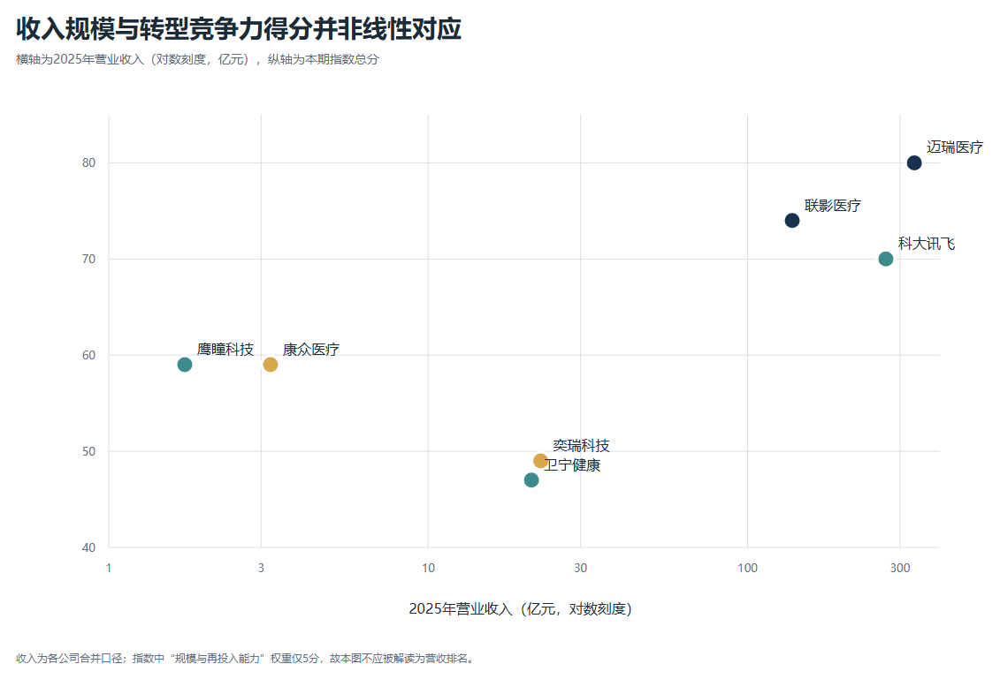 收入规模与转型竞争力得分并非线性对应
横轴为2025年营业收入（对数刻度，亿元），纵轴为本期指数总分
迈瑞医疗
80
联影医疗
科大讯飞
70
鹰瞳科技
康众医疗
60
奕瑞科技
50
卫宁健康
40
1
3
10
30
100
300
2025年营业收入（亿元，对数刻度）
收入为各公司合并口径；指数中“规模与再投入能力”权重仅5分，故本图不应被解读为营收排名。